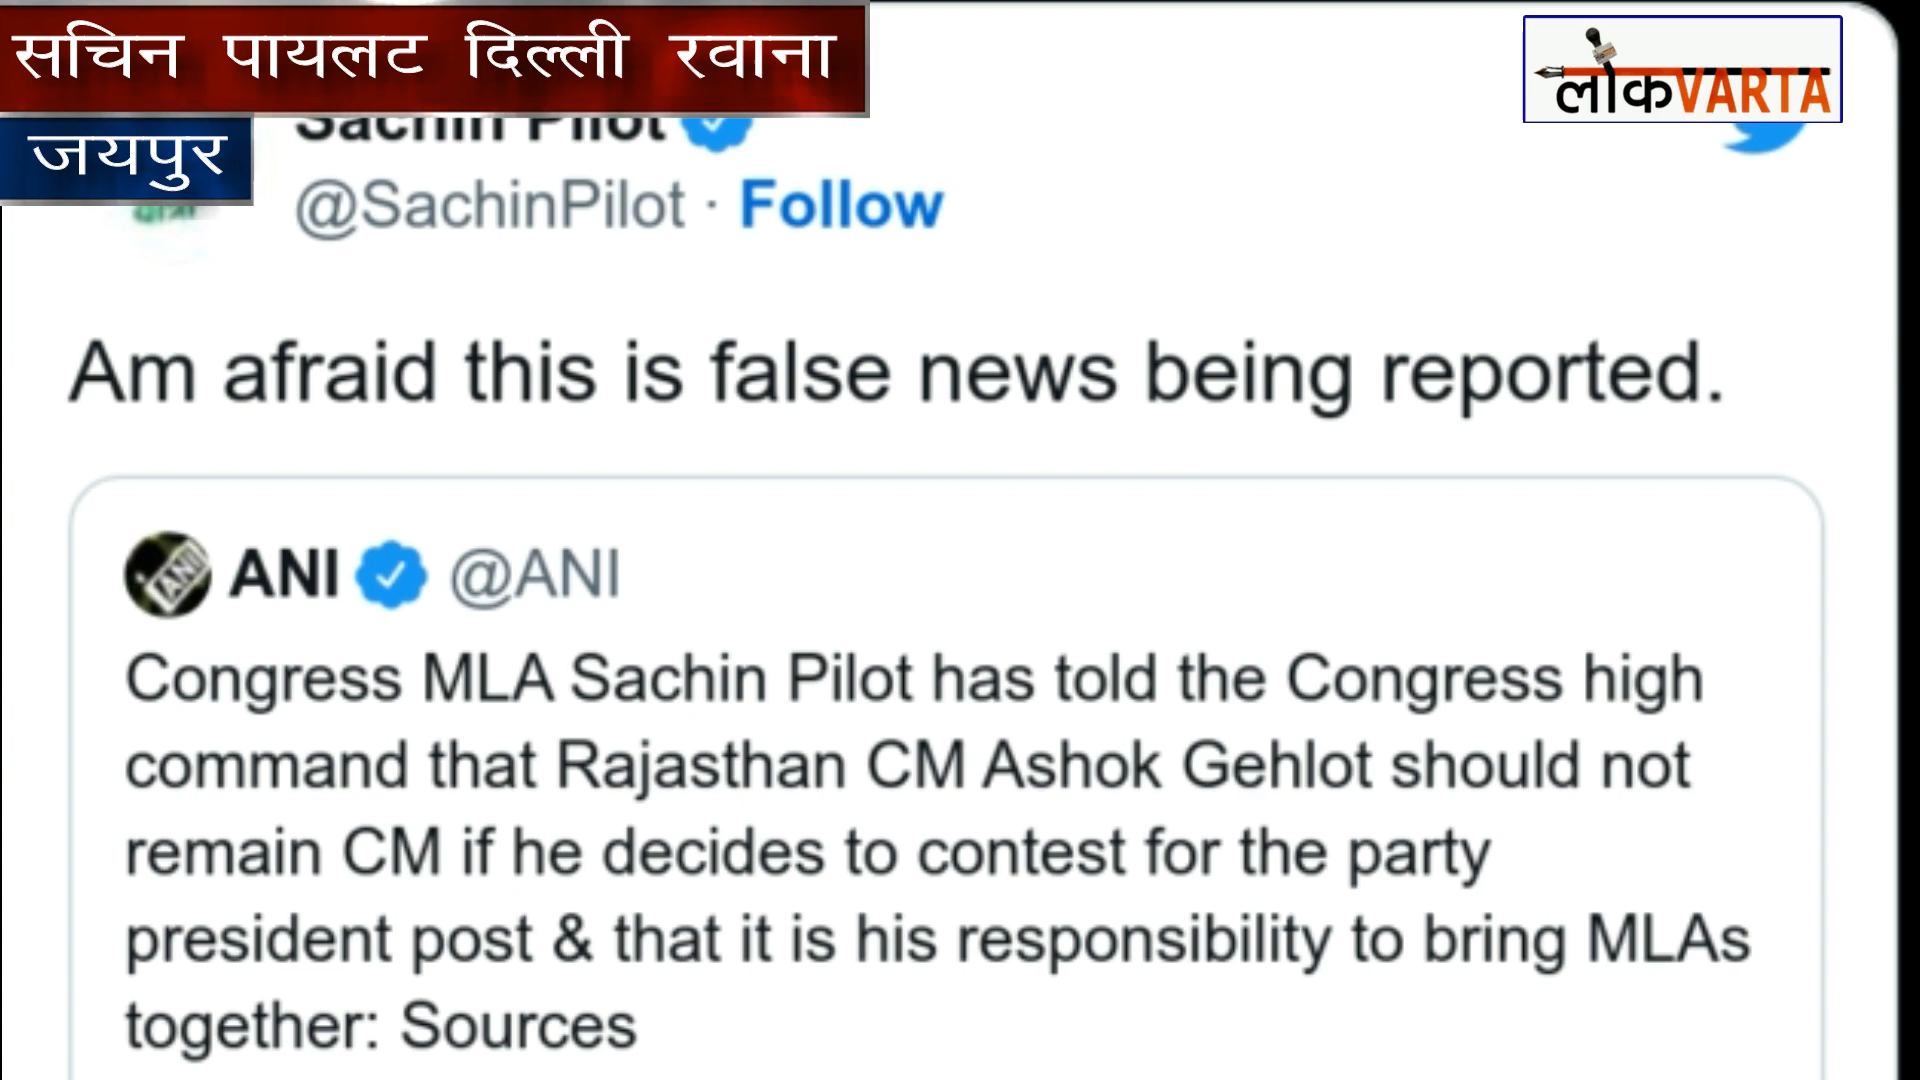 सचिन पायलट दिल्ली रवाना
लोकVARTA
जयपुर
Sachin Pilot
यात्रा
@SachinPilot · Follow
Am afraid this is false news being reported.
ANI @ANI
Congress MLA Sachin Pilot has told the Congress high
command that Rajasthan CM Ashok Gehlot should not
remain CM if he decides to contest for the party
president post & that it is his responsibility to bring MLAs
together: Sources